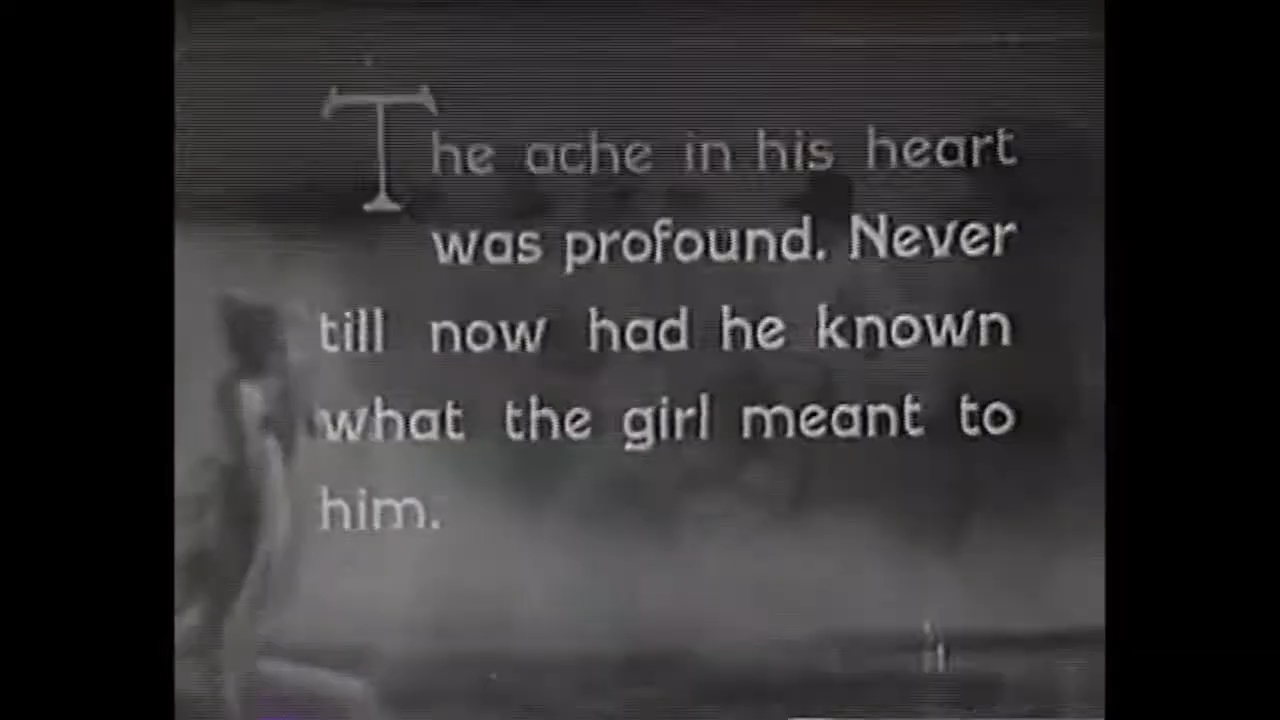 The ache in his heart
was profound. Never
till now had he known
what the girl meant to
him.